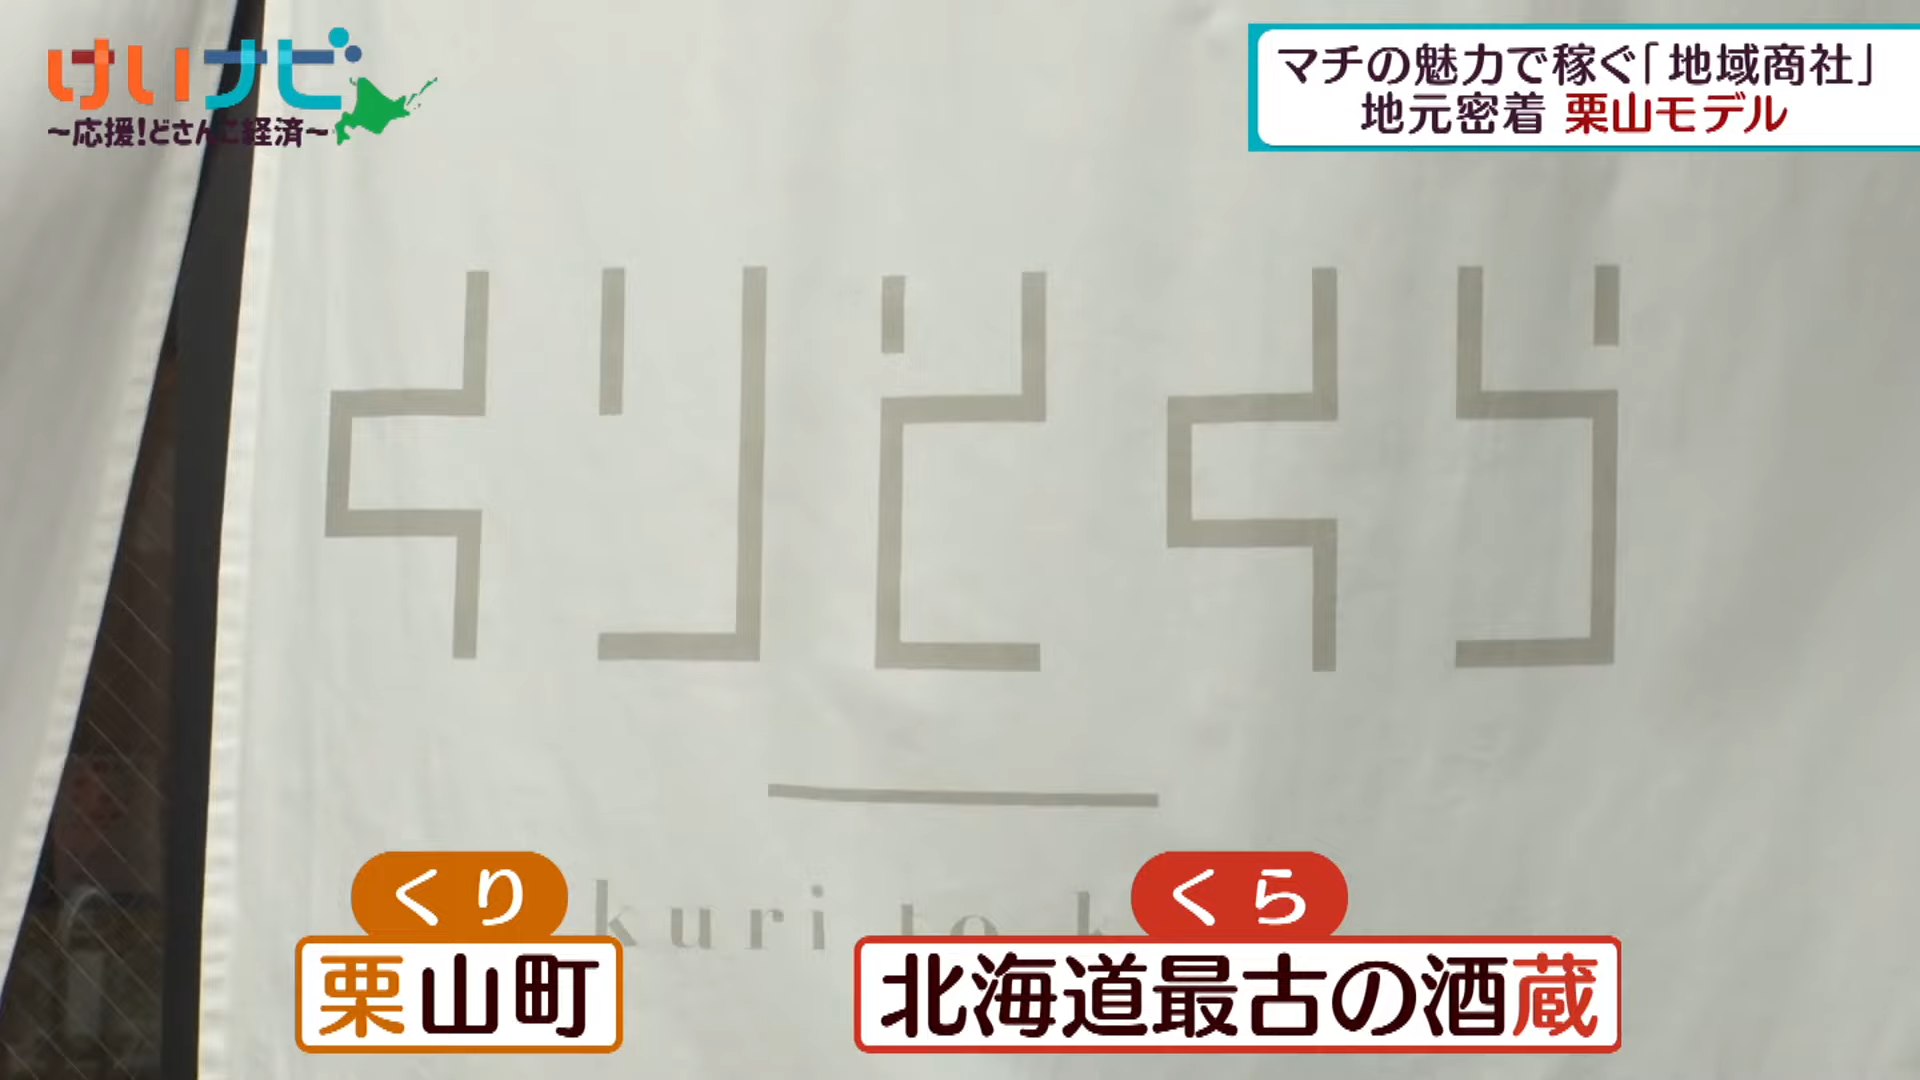 けいナビ
～応援!どさんこ経済～
マチの魅力で稼ぐ「地域商社」
地元密着 栗山モデル
くりとくら
kuri to k
くり
栗山町
くら
北海道最古の酒蔵